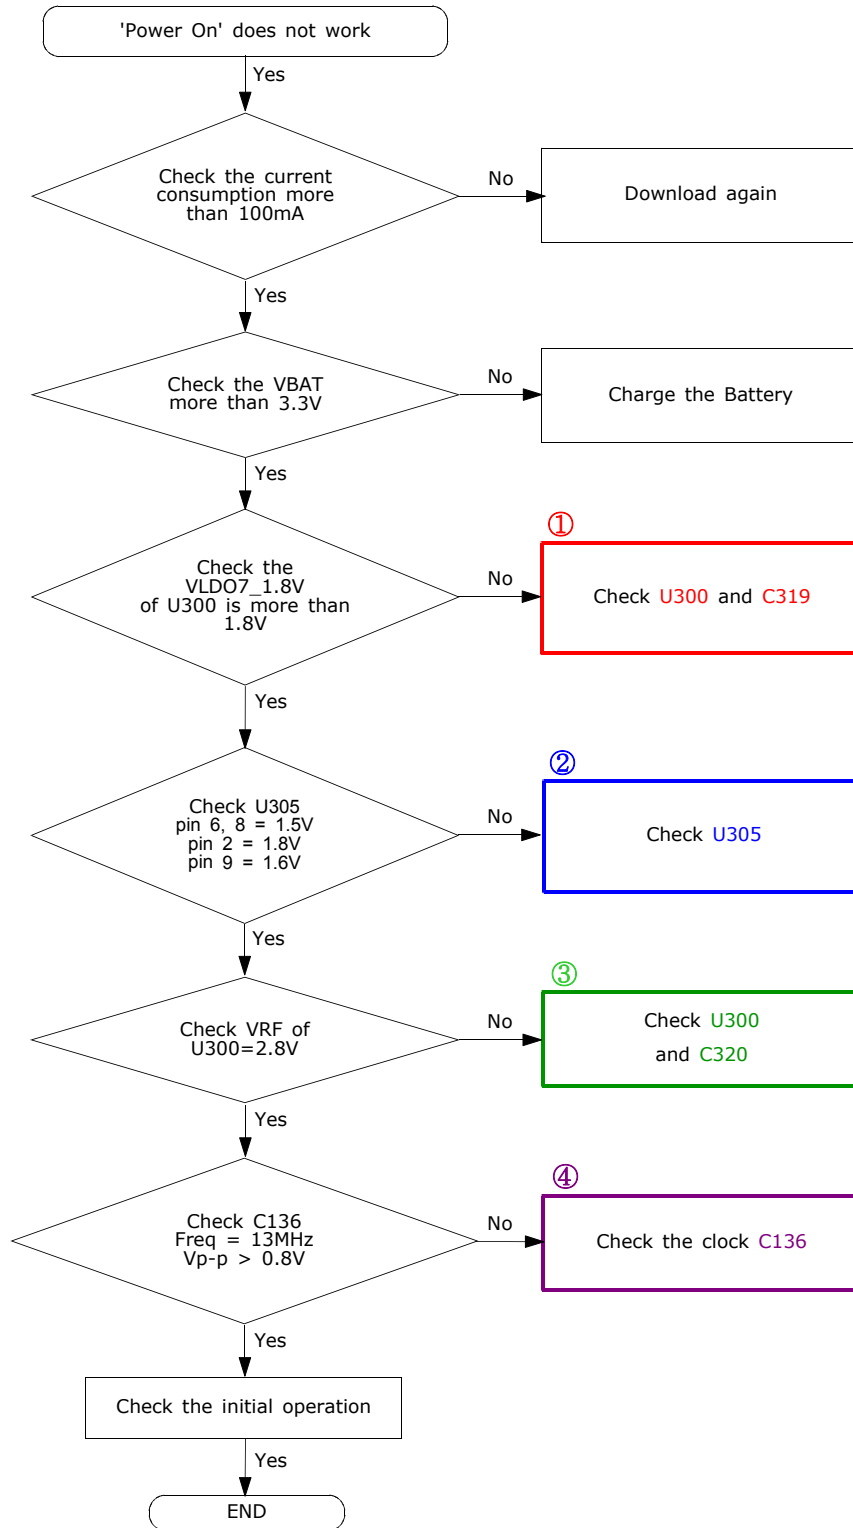 'Power On' does not work
Yes
Check the current
consumption more
than 100mA
No
Download again
Yes
Check the VBAT
more than 3.3V
No
Charge the Battery
Yes
①
Check the
VLDO7_1.8V
of U300 is more than
1.8V
No
Check U300 and C319
Yes
②
Check U305
pin 6, 8 = 1.5V
pin 2 = 1.8V
pin 9 = 1.6V
No
Check U305
Yes
③
Check VRF of
U300=2.8V
No
Check U300
and C320
Yes
④
Check C136
Freq = 13MHz
Vp-p > 0.8V
No
Check the clock C136
Yes
Check the initial operation
Yes
END